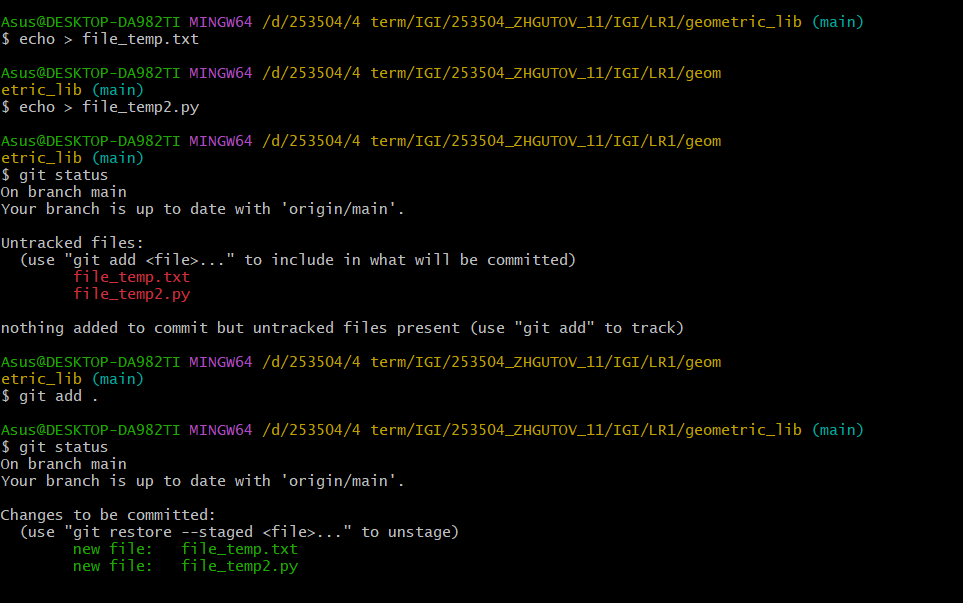 Asus@DESKTOP-DA982TI MINGW64 /d/253504/4 term/IGI/253504_ZHGUTOV_11/IGI/LR1/geometric_lib (main)
$ echo > file_temp.txt
Asus@DESKTOP-DA982TI MINGW64 /d/253504/4 term/IGI/253504_ZHGUTOV_11/IGI/LR1/geom
etric_lib (main)
$ echo > file_temp2.py
Asus@DESKTOP-DA982TI MINGW64 /d/253504/4 term/IGI/253504_ZHGUTOV_11/IGI/LR1/geom
etric_lib (main)
$ git status
On branch main
Your branch is up to date with 'origin/main'.
Untracked files:
  (use "git add <file>..." to include in what will be committed)
        file_temp.txt
        file_temp2.py
nothing added to commit but untracked files present (use "git add" to track)
Asus@DESKTOP-DA982TI MINGW64 /d/253504/4 term/IGI/253504_ZHGUTOV_11/IGI/LR1/geom
etric_lib (main)
$ git add .
Asus@DESKTOP-DA982TI MINGW64 /d/253504/4 term/IGI/253504_ZHGUTOV_11/IGI/LR1/geometric_lib (main)
$ git status
On branch main
Your branch is up to date with 'origin/main'.
Changes to be committed:
  (use "git restore --staged <file>..." to unstage)
        new file:   file_temp.txt
        new file:   file_temp2.py